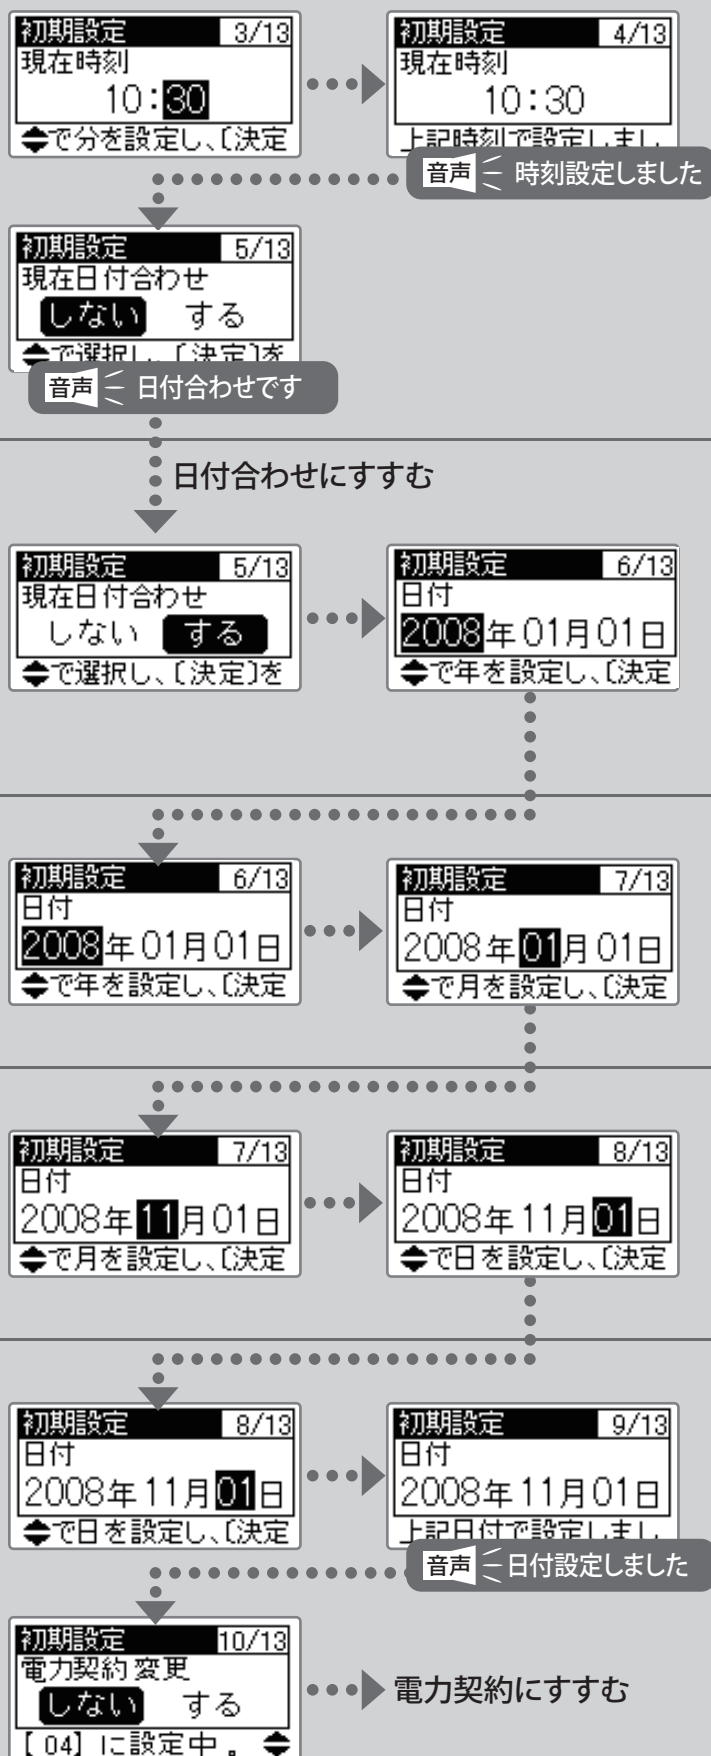 初期設定 3/13
現在時刻
10:30
◆で分を設定し、〔決定
初期設定 4/13
現在時刻
10:30
上記時刻で設定しまし
音声 時刻設定しました
初期設定 5/13
現在日付合わせ
しない する
◆で選択し、〔決定〕を
音声 日付合わせです
日付合わせにすすむ
初期設定 5/13
現在日付合わせ
しない する
◆で選択し、〔決定〕を
初期設定 6/13
日付
2008年01月01日
◆で年を設定し、〔決定
初期設定 6/13
日付
2008年01月01日
◆で年を設定し、〔決定
初期設定 7/13
日付
2008年01月01日
◆で月を設定し、〔決定
初期設定 7/13
日付
2008年11月01日
◆で月を設定し、〔決定
初期設定 8/13
日付
2008年11月01日
◆で日を設定し、〔決定
初期設定 8/13
日付
2008年11月01日
◆で日を設定し、〔決定
初期設定 9/13
日付
2008年11月01日
上記日付で設定しまし
音声 日付設定しました
初期設定 10/13
電力契約変更
しない する
【04】に設定中。◆
電力契約にすすむ